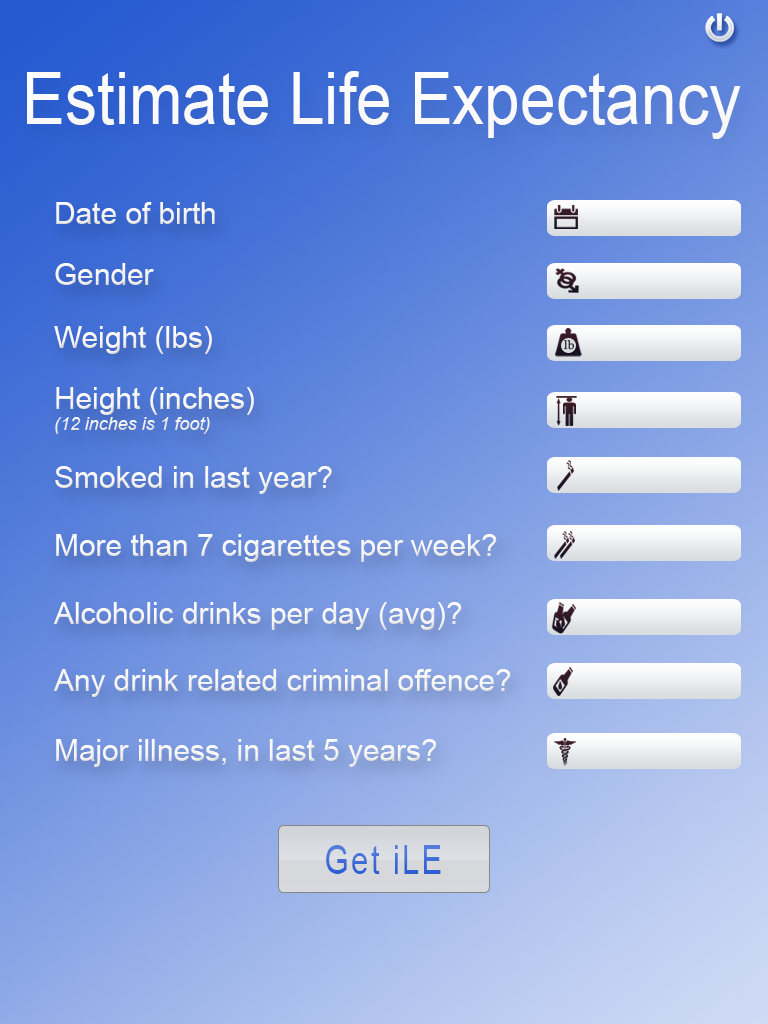 Estimate Life Expectancy
Date of birth
Gender
Weight (lbs)
lb
Height (inches)
(12 inches is 1 foot)
Smoked in last year?
More than 7 cigarettes per week?
Alcoholic drinks per day (avg)?
Any drink related criminal offence?
Major illness, in last 5 years?
Get iLE